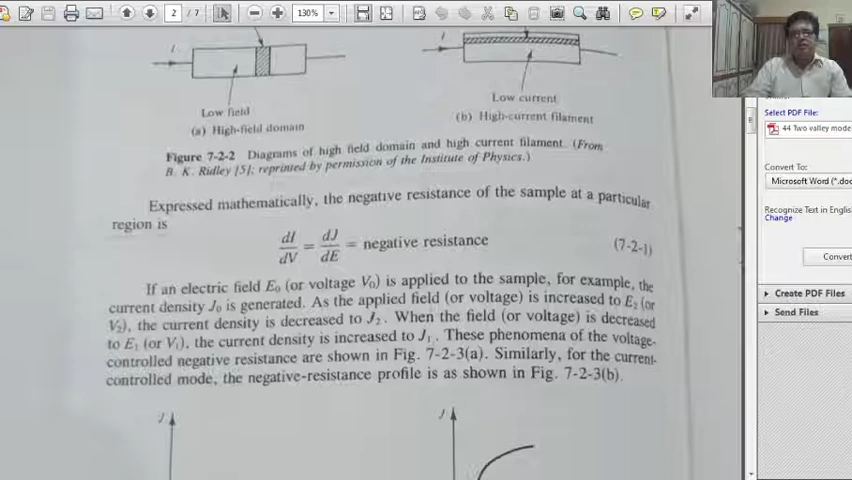 2 / 7
130%
I
Low field
(a) High-field domain
I
Low current
(b) High-current filament
Figure 7-2-2 Diagrams of high field domain and high current filament. (From
B. K. Ridley [5]; reprinted by permission of the Institute of Physics.)
Expressed mathematically, the negative resistance of the sample at a particular
region is
dI/dV = dJ/dE = negative resistance (7-2-1)
If an electric field E₀ (or voltage V₀) is applied to the sample, for example, the
current density J₀ is generated. As the applied field (or voltage) is increased to E₂ (or
V₂), the current density is decreased to J₂. When the field (or voltage) is decreased
to E₁ (or V₁), the current density is increased to J₁. These phenomena of the voltage-
controlled negative resistance are shown in Fig. 7-2-3(a). Similarly, for the current-
controlled mode, the negative-resistance profile is as shown in Fig. 7-2-3(b).
J
J
Select PDF File:
44 Two valley mode
Convert To:
Microsoft Word (*.doc
Recognize Text in English
Change
Convert
Create PDF Files
Send Files